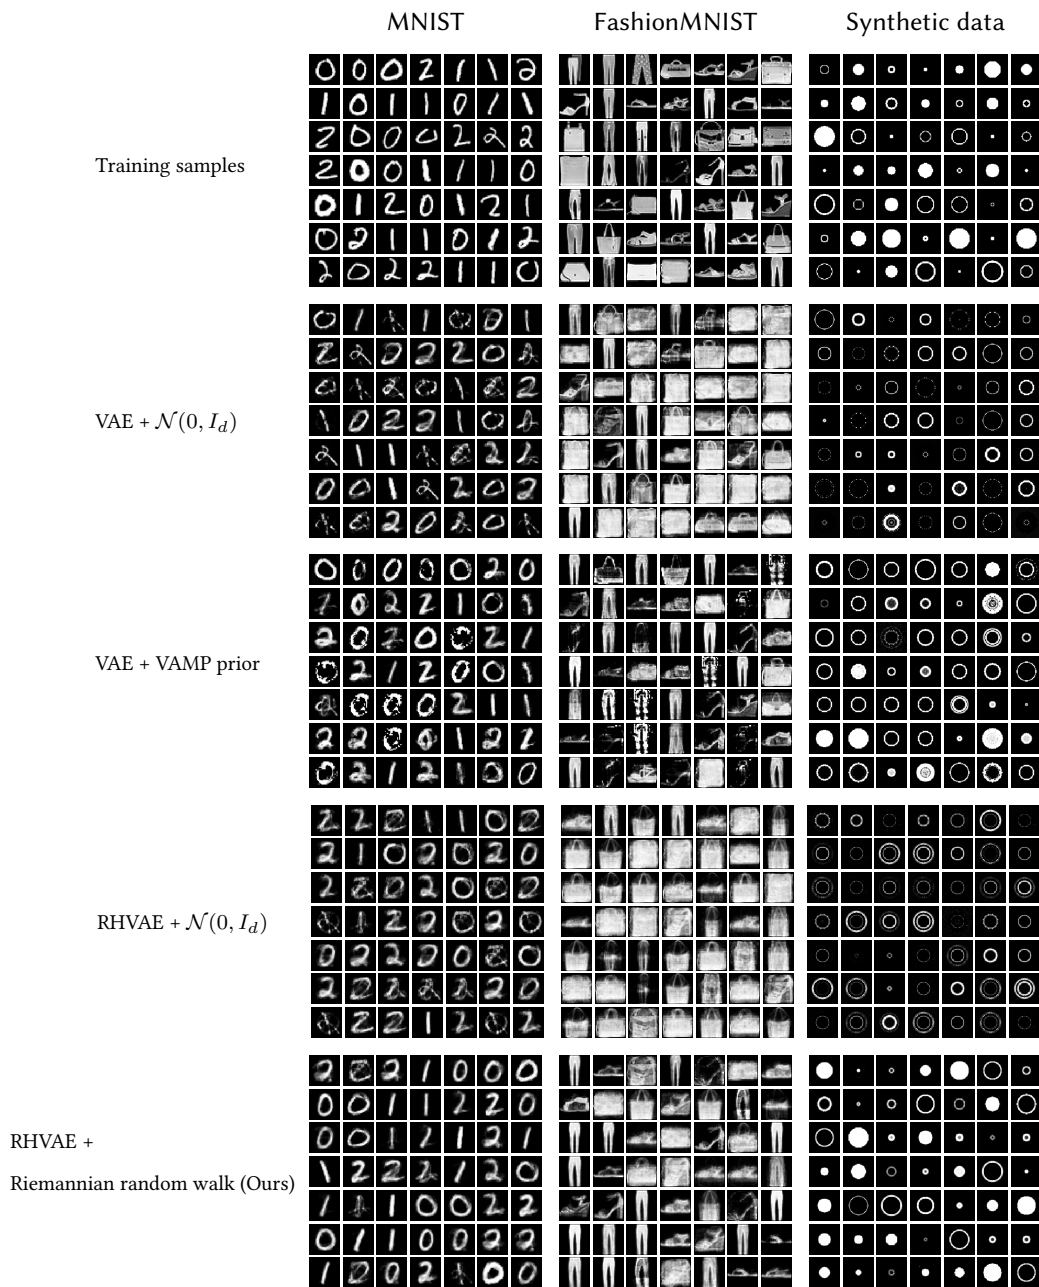 MNIST FashionMNIST Synthetic data
Training samples
VAE + 𝒩(0, I_d)
VAE + VAMP prior
RHVAE + 𝒩(0, I_d)
RHVAE +
Riemannian random walk (Ours)